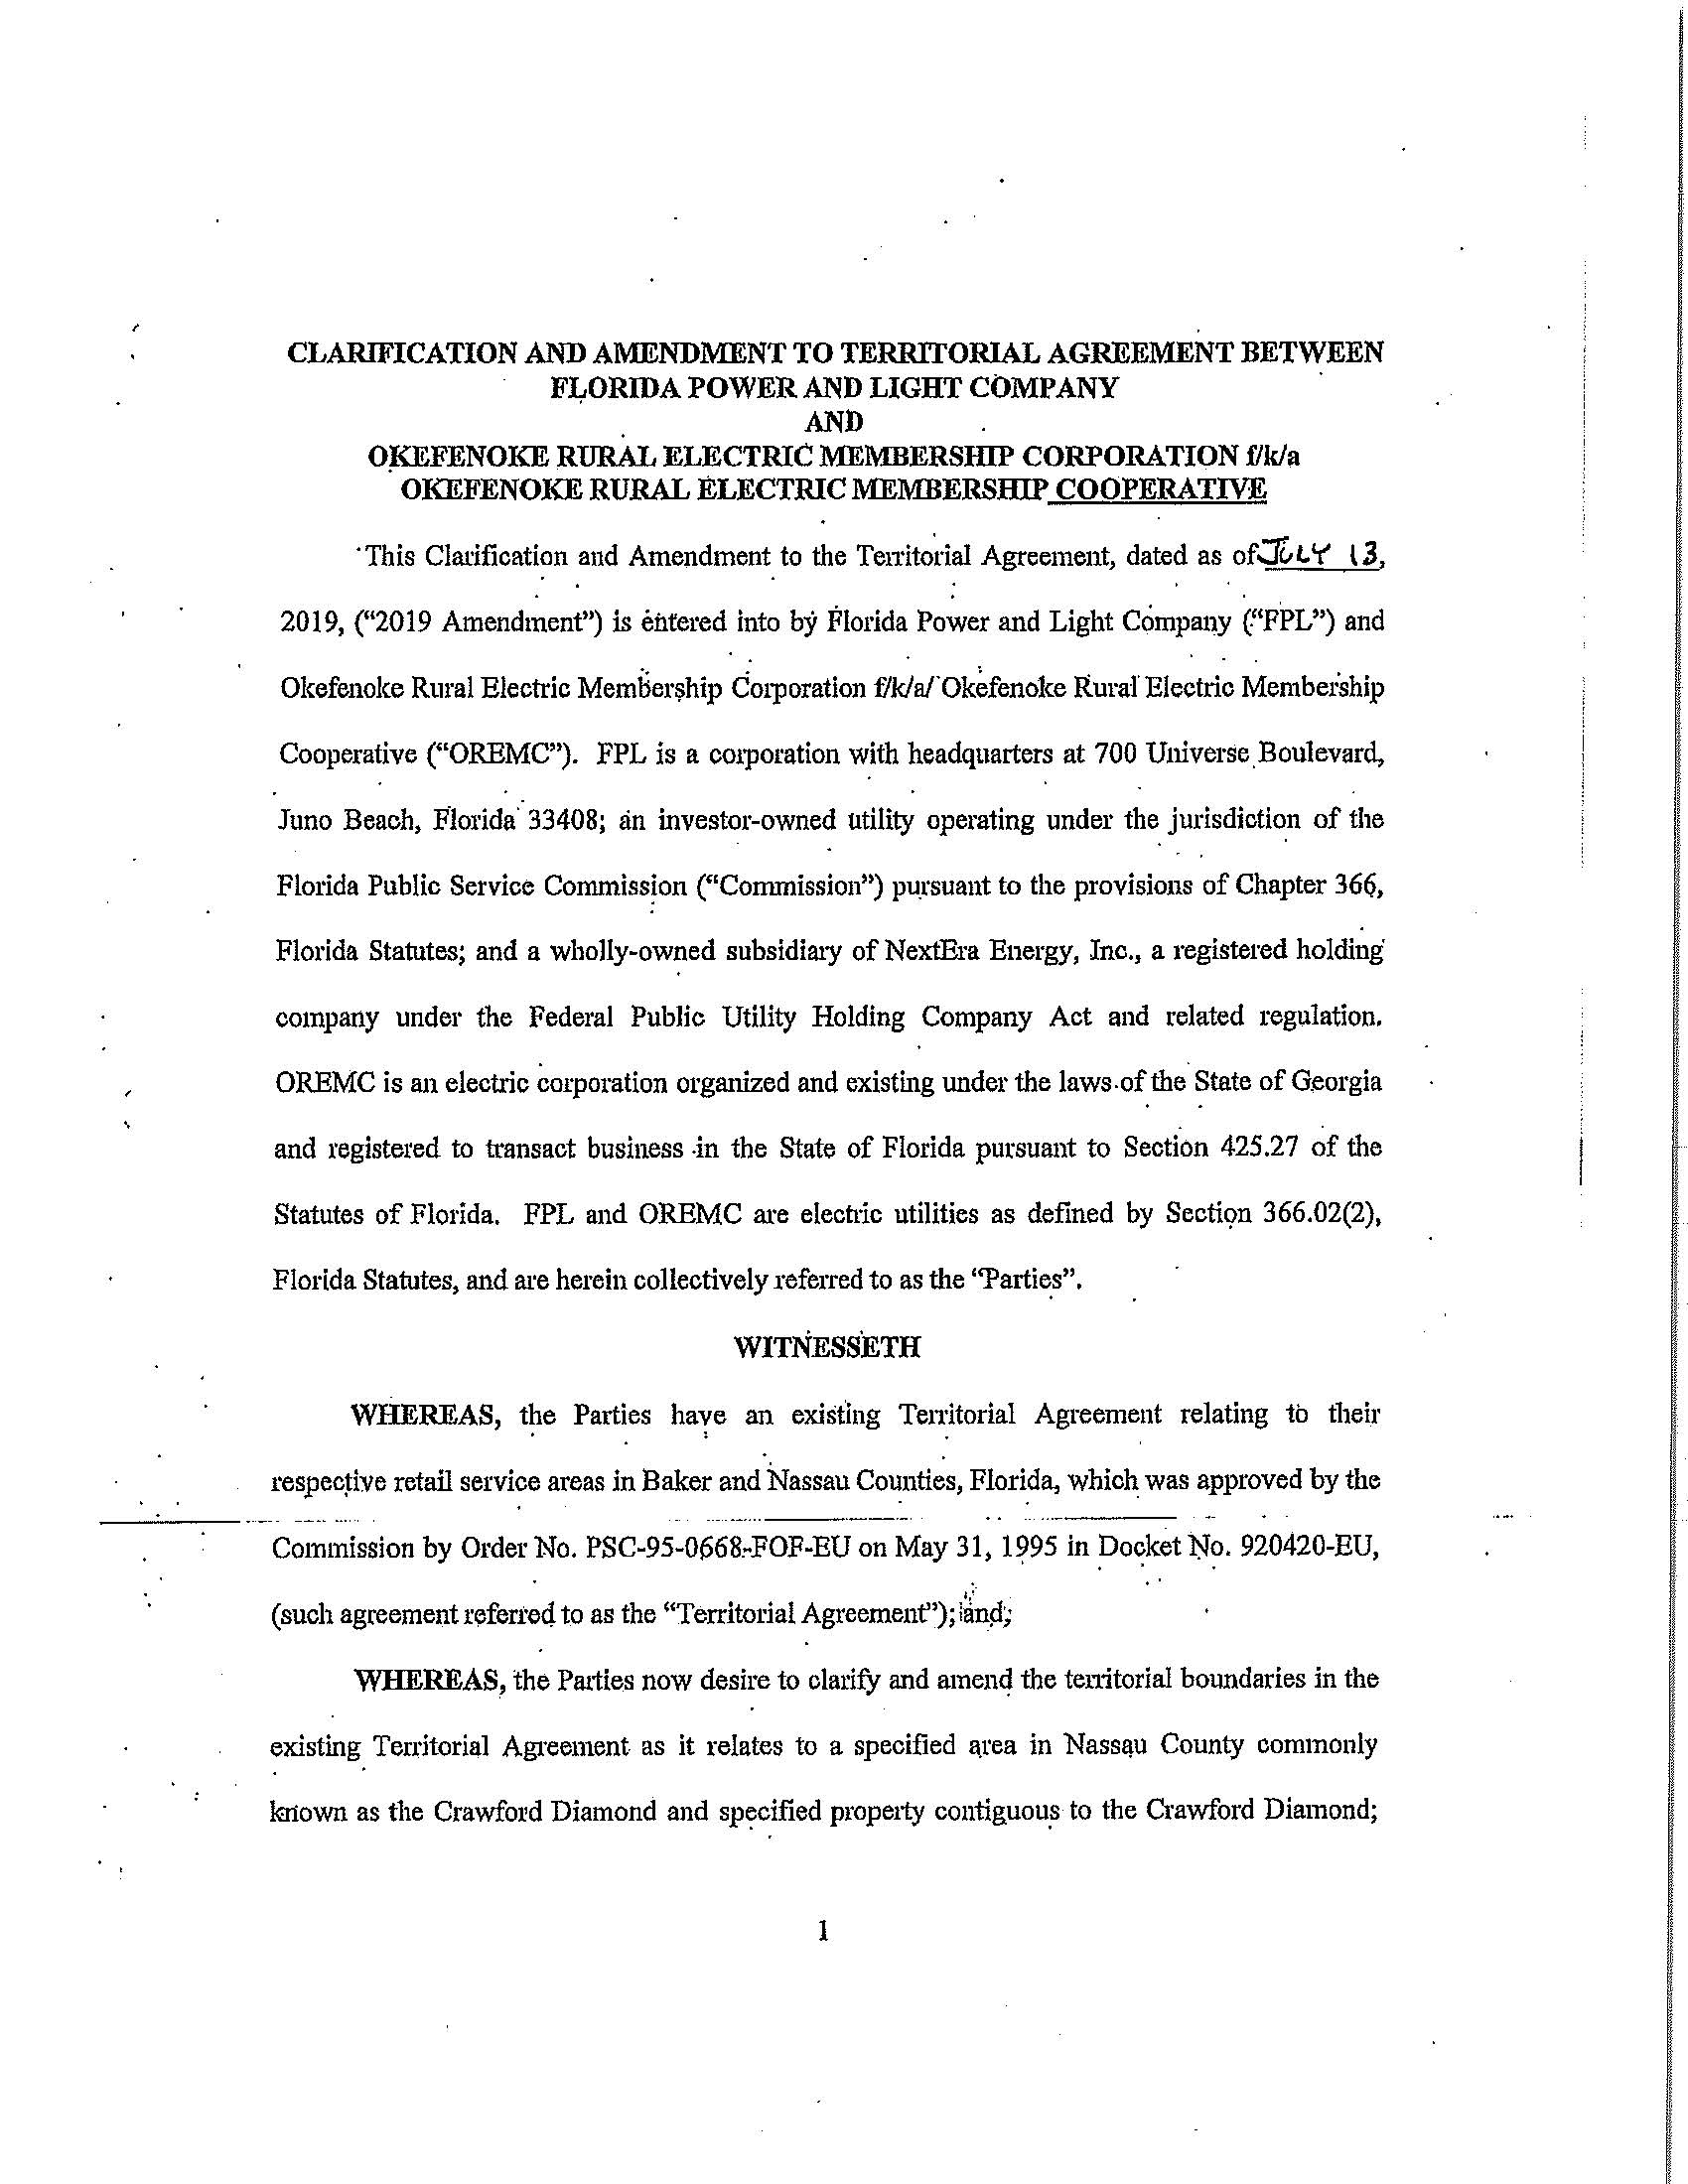 CLARIFICATION AND AMENDMENT TO TERRITORIAL AGREEMENT BETWEEN
FLORIDA POWER AND LIGHT COMPANY
AND
OKEFENOKE RURAL ELECTRIC MEMBERSHIP CORPORATION f/k/a
OKEFENOKE RURAL ELECTRIC MEMBERSHIP COOPERATIVE
This Clarification and Amendment to the Territorial Agreement, dated as of JULY 13,
2019, (“2019 Amendment”) is entered into by Florida Power and Light Company (“FPL”) and
Okefenoke Rural Electric Membership Corporation f/k/a/ Okefenoke Rural Electric Membership
Cooperative (“OREMC”). FPL is a corporation with headquarters at 700 Universe Boulevard,
Juno Beach, Florida 33408; an investor-owned utility operating under the jurisdiction of the
Florida Public Service Commission (“Commission”) pursuant to the provisions of Chapter 366,
Florida Statutes; and a wholly-owned subsidiary of NextEra Energy, Inc., a registered holding
company under the Federal Public Utility Holding Company Act and related regulation.
OREMC is an electric corporation organized and existing under the laws of the State of Georgia
and registered to transact business in the State of Florida pursuant to Section 425.27 of the
Statutes of Florida. FPL and OREMC are electric utilities as defined by Section 366.02(2),
Florida Statutes, and are herein collectively referred to as the “Parties”.
WITNESSETH
WHEREAS, the Parties have an existing Territorial Agreement relating to their
respective retail service areas in Baker and Nassau Counties, Florida, which was approved by the
Commission by Order No. PSC-95-0668-FOF-EU on May 31, 1995 in Docket No. 920420-EU,
(such agreement referred to as the “Territorial Agreement”); and;
WHEREAS, the Parties now desire to clarify and amend the territorial boundaries in the
existing Territorial Agreement as it relates to a specified area in Nassau County commonly
known as the Crawford Diamond and specified property contiguous to the Crawford Diamond;
1